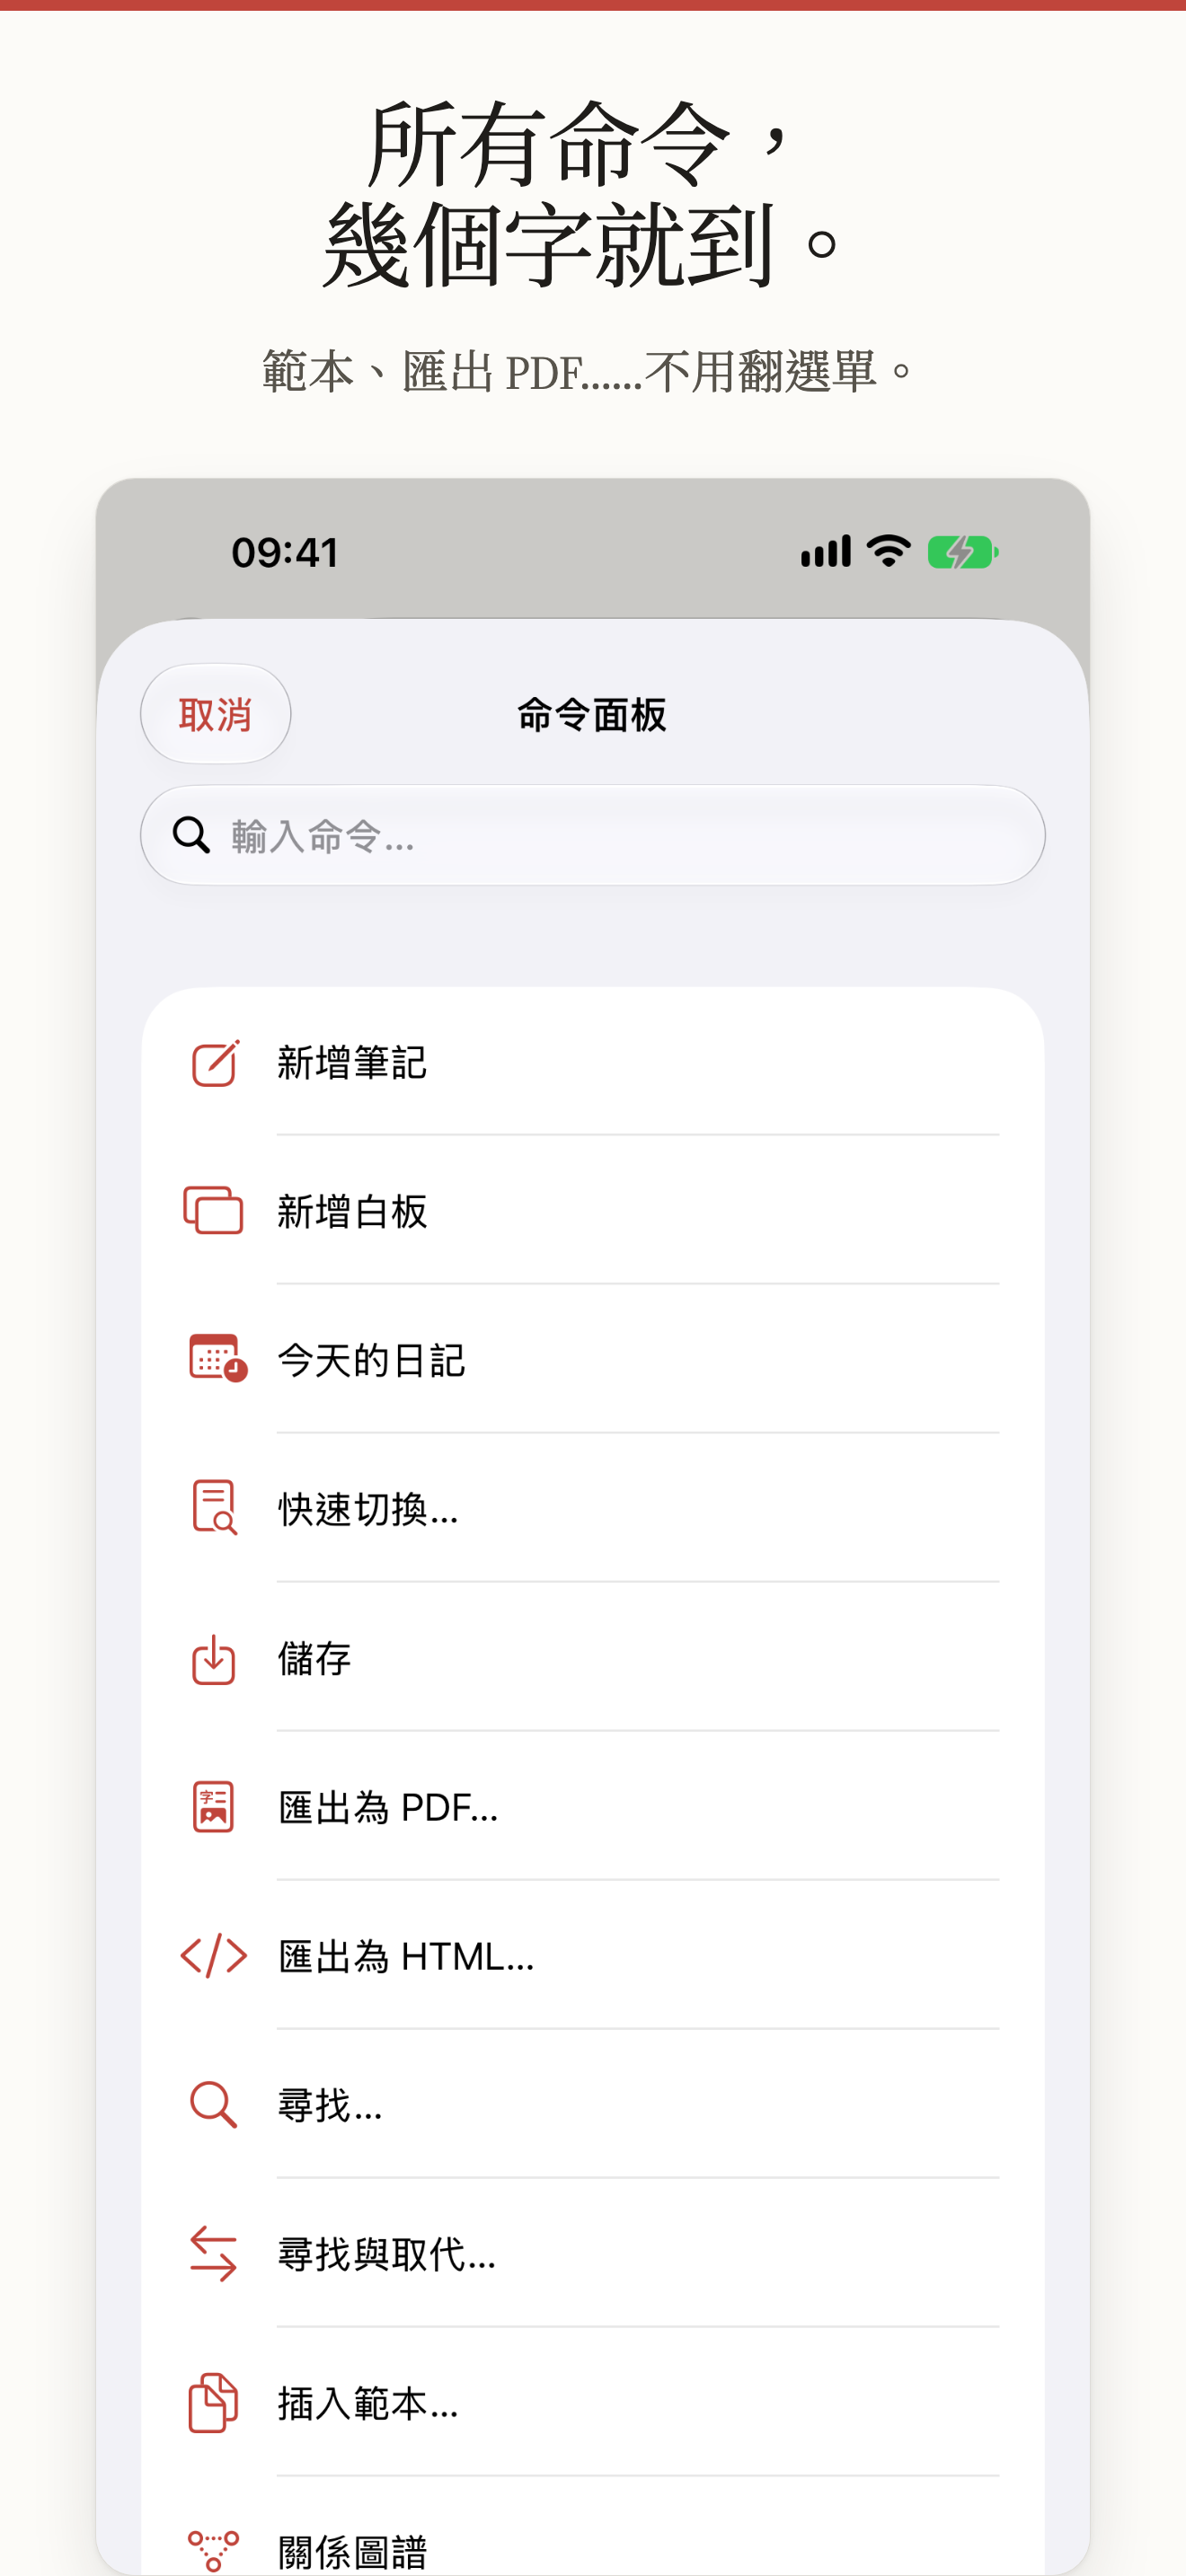 所有命令，
幾個字就到。
範本、匯出 PDF......不用翻選單。
09:41
取消
命令面板
輸入命令...
新增筆記
新增白板
今天的日記
快速切換...
儲存
字
匯出為 PDF...
</>
匯出為 HTML...
尋找...
尋找與取代...
插入範本...
關係圖譜